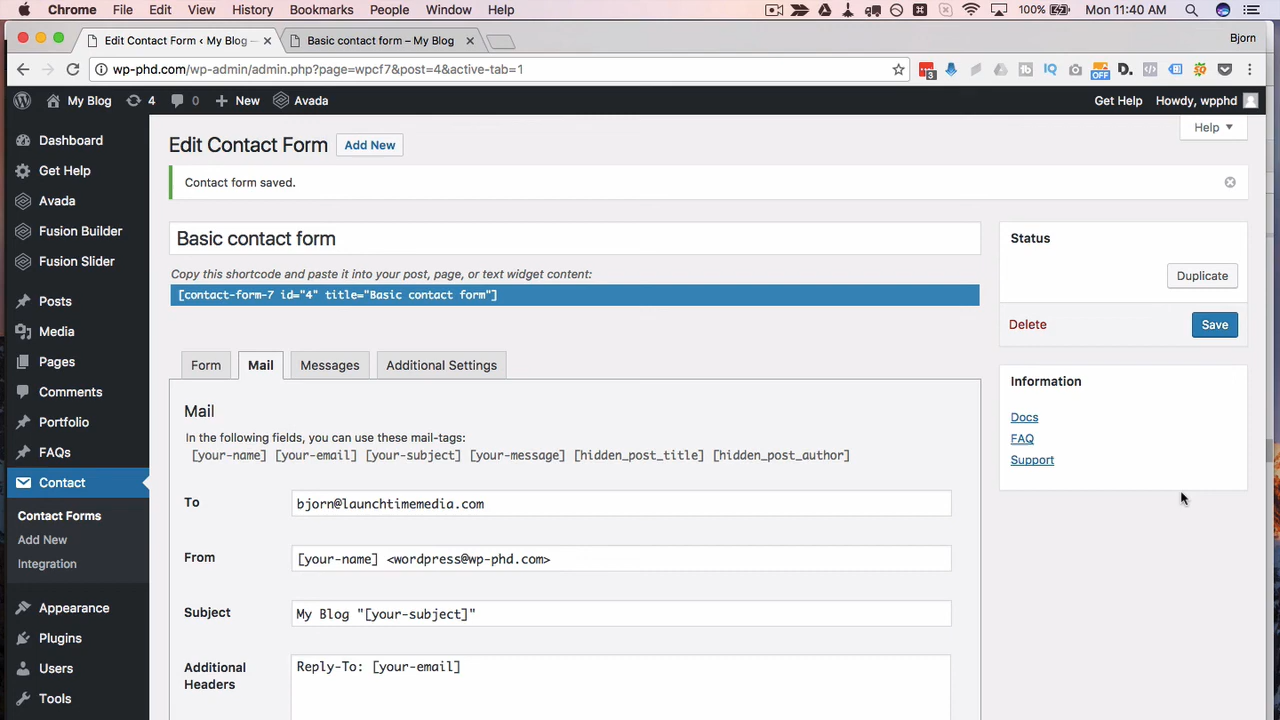 Chrome File Edit View History Bookmarks People Window Help 100% Mon 11:40 AM
Edit Contact Form ‹ My Blog — Basic contact form – My Blog Bjorn
wp-phd.com/wp-admin/admin.php?page=wpcf7&post=4&active-tab=1 3 OFF
My Blog 4 0 New Avada Get Help Howdy, wpphd
Help
Dashboard
Get Help
Avada
Fusion Builder
Fusion Slider
Posts
Media
Pages
Comments
Portfolio
FAQs
Contact
Contact Forms
Add New
Integration
Appearance
Plugins
Users
Tools
Edit Contact Form Add New
Contact form saved.
Basic contact form
Copy this shortcode and paste it into your post, page, or text widget content:
[contact-form-7 id="4" title="Basic contact form"]
Form Mail Messages Additional Settings
Mail
In the following fields, you can use these mail-tags:
[your-name] [your-email] [your-subject] [your-message] [hidden_post_title] [hidden_post_author]
To bjorn@launchtimemedia.com
From [your-name] <wordpress@wp-phd.com>
Subject My Blog "[your-subject]"
Additional Headers Reply-To: [your-email]
Status
Duplicate
Delete Save
Information
Docs
FAQ
Support